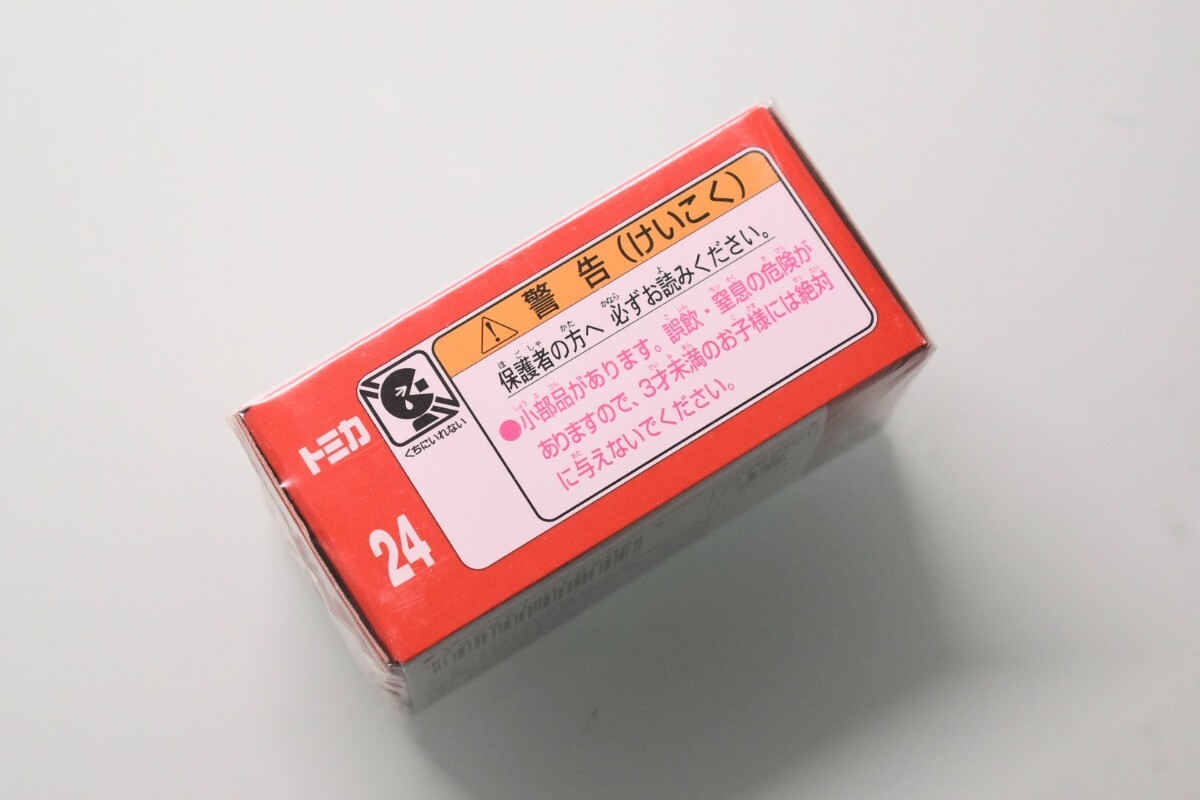 トミカ
24
くちにいれない
警告(けいこく)
保護者の方へ 必ずお読みください。
●小部品があります。誤飲・窒息の危険が
ありますので、3才未満のお子様には絶対
に与えないでください。